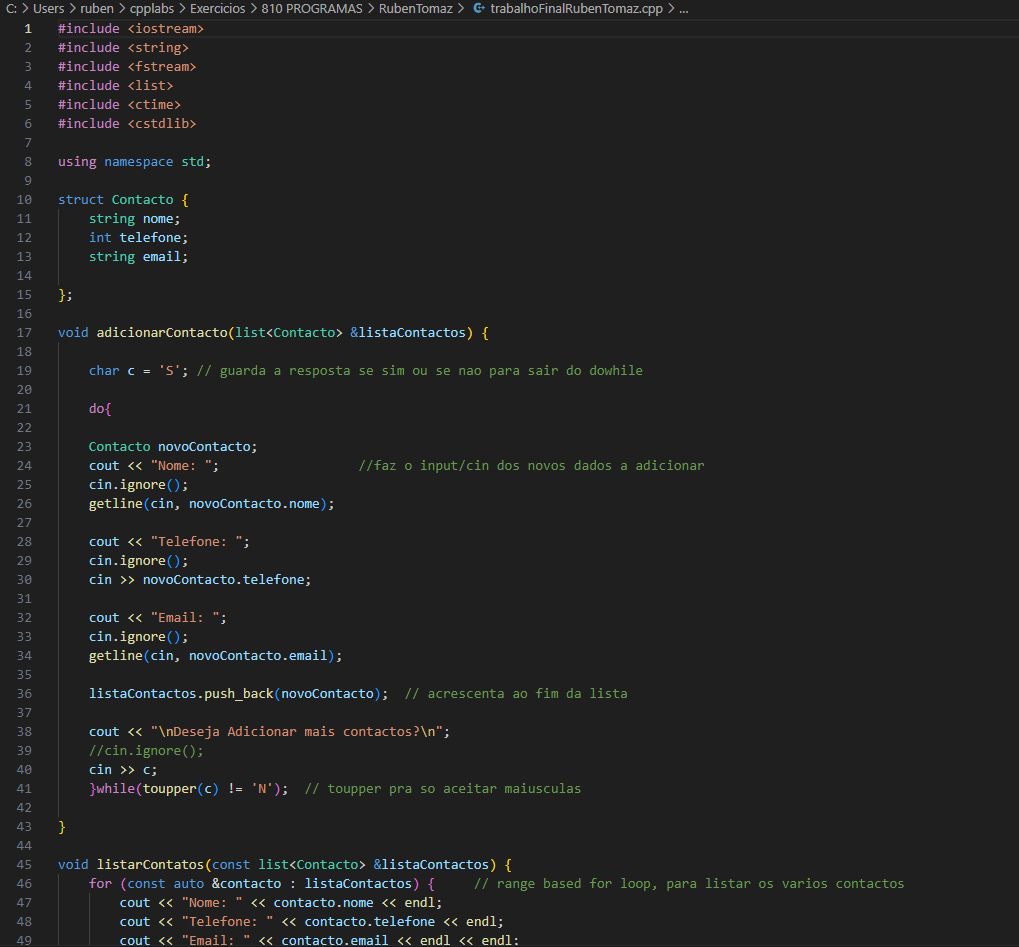 C: > Users > ruben > cpplabs > Exercicios > 810 PROGRAMAS > RubenTomaz > trabalhoFinalRubenTomaz.cpp > ...
1 #include <iostream>
2 #include <string>
3 #include <fstream>
4 #include <list>
5 #include <ctime>
6 #include <cstdlib>
7
8 using namespace std;
9
10 struct Contacto {
11     string nome;
12     int telefone;
13     string email;
14
15 };
16
17 void adicionarContacto(list<Contacto> &listaContactos) {
18
19     char c = 'S'; // guarda a resposta se sim ou se nao para sair do dowhile
20
21     do{
22
23     Contacto novoContacto;
24     cout << "Nome: ";                  //faz o input/cin dos novos dados a adicionar
25     cin.ignore();
26     getline(cin, novoContacto.nome);
27
28     cout << "Telefone: ";
29     cin.ignore();
30     cin >> novoContacto.telefone;
31
32     cout << "Email: ";
33     cin.ignore();
34     getline(cin, novoContacto.email);
35
36     listaContactos.push_back(novoContacto);  // acrescenta ao fim da lista
37
38     cout << "\nDeseja Adicionar mais contactos?\n";
39     //cin.ignore();
40     cin >> c;
41     }while(toupper(c) != 'N');  // toupper pra so aceitar maiusculas
42
43 }
44
45 void listarContatos(const list<Contacto> &listaContactos) {
46     for (const auto &contacto : listaContactos) {     // range based for loop, para listar os varios contactos
47         cout << "Nome: " << contacto.nome << endl;
48         cout << "Telefone: " << contacto.telefone << endl;
49         cout << "Email: " << contacto.email << endl << endl;